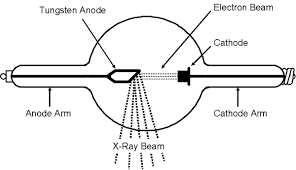 Tungsten Anode
Electron Beam
Cathode
Anode Arm
Cathode Arm
X-Ray Beam